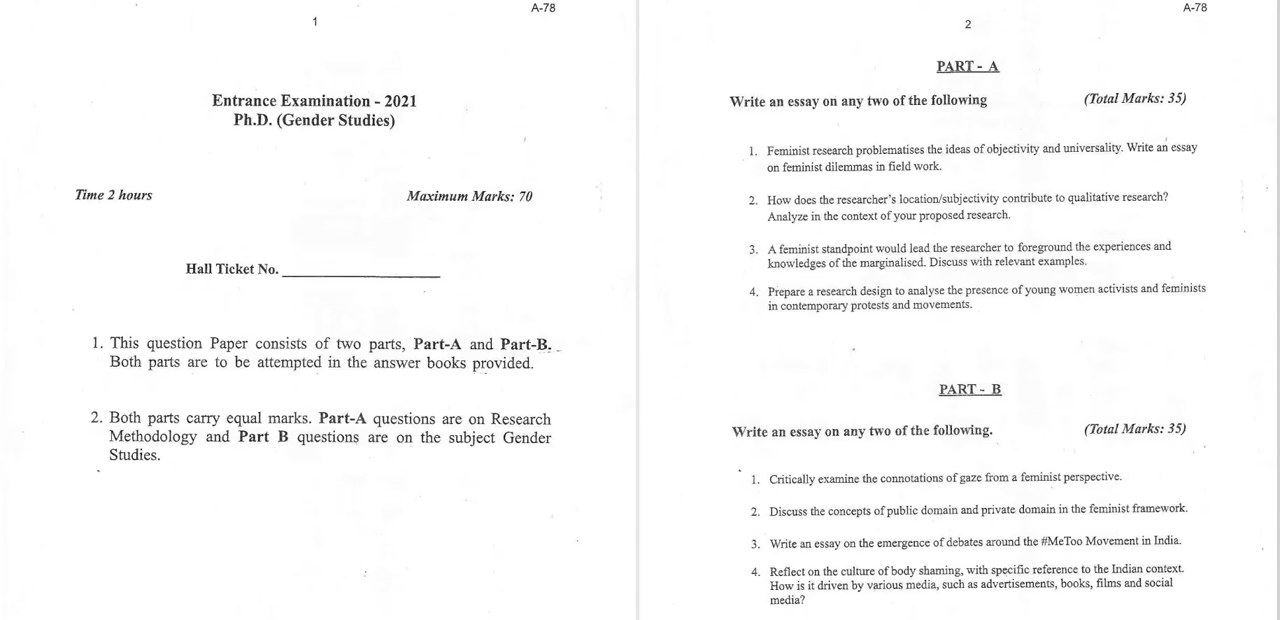 A-78
1
Entrance Examination - 2021
Ph.D. (Gender Studies)
Time 2 hours
Maximum Marks: 70
Hall Ticket No. ____________________
1. This question Paper consists of two parts, Part-A and Part-B.
Both parts are to be attempted in the answer books provided.
2. Both parts carry equal marks. Part-A questions are on Research
Methodology and Part B questions are on the subject Gender
Studies.
A-78
2
PART - A
Write an essay on any two of the following
(Total Marks: 35)
1. Feminist research problematises the ideas of objectivity and universality. Write an essay
on feminist dilemmas in field work.
2. How does the researcher's location/subjectivity contribute to qualitative research?
Analyze in the context of your proposed research.
3. A feminist standpoint would lead the researcher to foreground the experiences and
knowledges of the marginalised. Discuss with relevant examples.
4. Prepare a research design to analyse the presence of young women activists and feminists
in contemporary protests and movements.
PART - B
Write an essay on any two of the following.
(Total Marks: 35)
1. Critically examine the connotations of gaze from a feminist perspective.
2. Discuss the concepts of public domain and private domain in the feminist framework.
3. Write an essay on the emergence of debates around the #MeToo Movement in India.
4. Reflect on the culture of body shaming, with specific reference to the Indian context.
How is it driven by various media, such as advertisements, books, films and social
media?